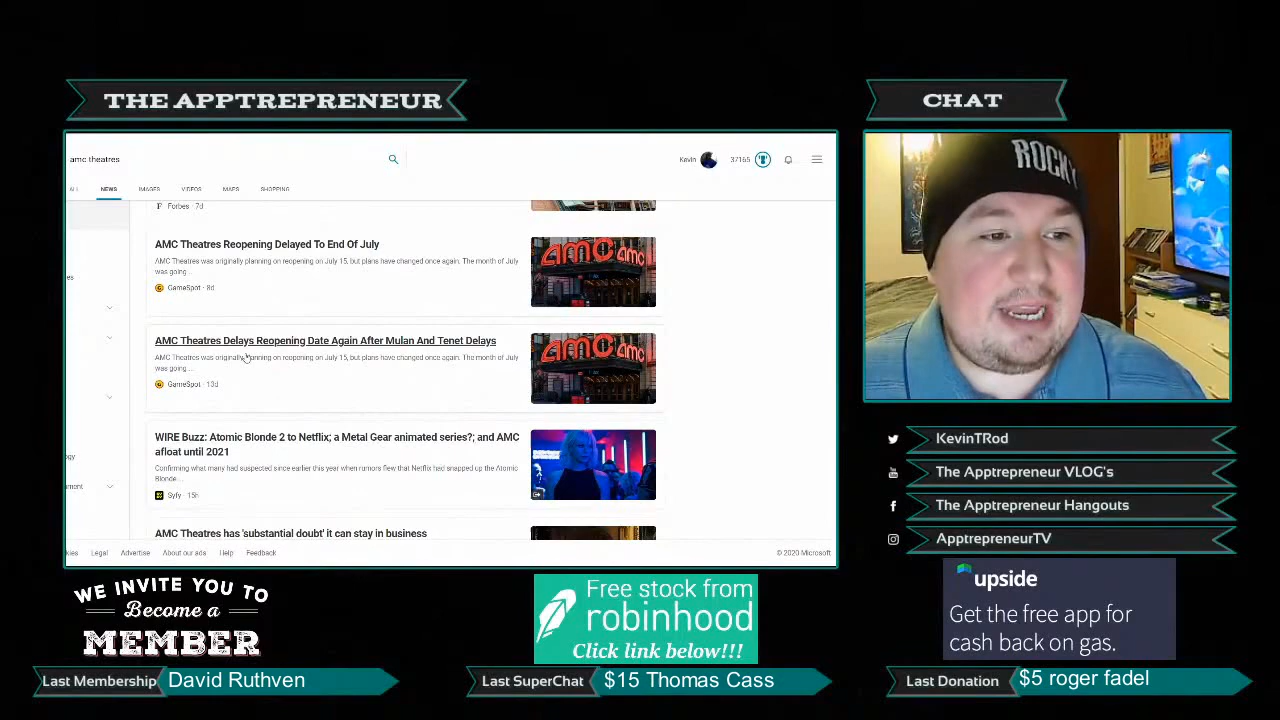 THE APPTREPRENEUR
CHAT
amc theatres
Kevin
37165
ALL NEWS IMAGES VIDEOS MAPS SHOPPING
F Forbes · 7d
AMC Theatres Reopening Delayed To End Of July
AMC Theatres was originally planning on reopening on July 15, but plans have changed once again. The month of July
was going ...
GameSpot · 8d
AMC Theatres Delays Reopening Date Again After Mulan And Tenet Delays
AMC Theatres was originally planning on reopening on July 15, but plans have changed once again. The month of July
was going ...
GameSpot · 13d
WIRE Buzz: Atomic Blonde 2 to Netflix; a Metal Gear animated series?; and AMC
afloat until 2021
Confirming what many had suspected since earlier this year when rumors flew that Netflix had snapped up the Atomic
Blonde ...
Syfy · 15h
AMC Theatres has 'substantial doubt' it can stay in business
kies Legal Advertise About our ads Help Feedback
© 2020 Microsoft
amc amc
amc amc
ROCKY
KevinTRod
The Apptrepreneur VLOG's
The Apptrepreneur Hangouts
ApptrepreneurTV
WE INVITE YOU TO
Become a
MEMBER
Free stock from
robinhood
Click link below!!!
upside
Get the free app for
cash back on gas.
Last Membership David Ruthven
Last SuperChat $15 Thomas Cass
Last Donation $5 roger fadel